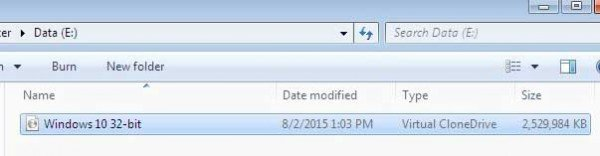 ter ▸ Data (E:) Search Data (E:)
Burn New folder
Name Date modified Type Size
Windows 10 32-bit 8/2/2015 1:03 PM Virtual CloneDrive 2,529,984 KB